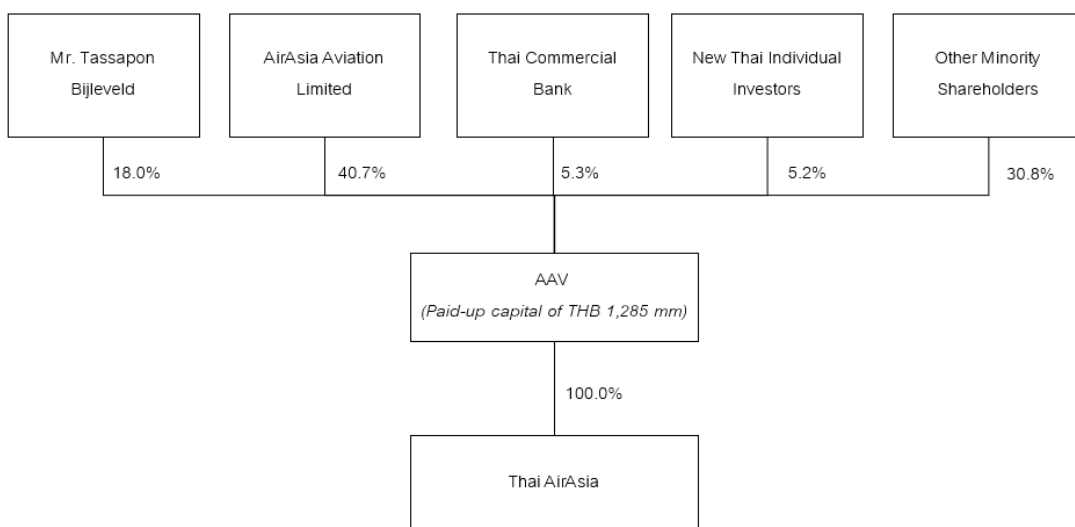 Mr. Tassapon
Bijleveld
AirAsia Aviation
Limited
Thai Commercial
Bank
New Thai Individual
Investors
Other Minority
Shareholders
18.0%
40.7%
5.3%
5.2%
30.8%
AAV
(Paid-up capital of THB 1,285 mm)
100.0%
Thai AirAsia